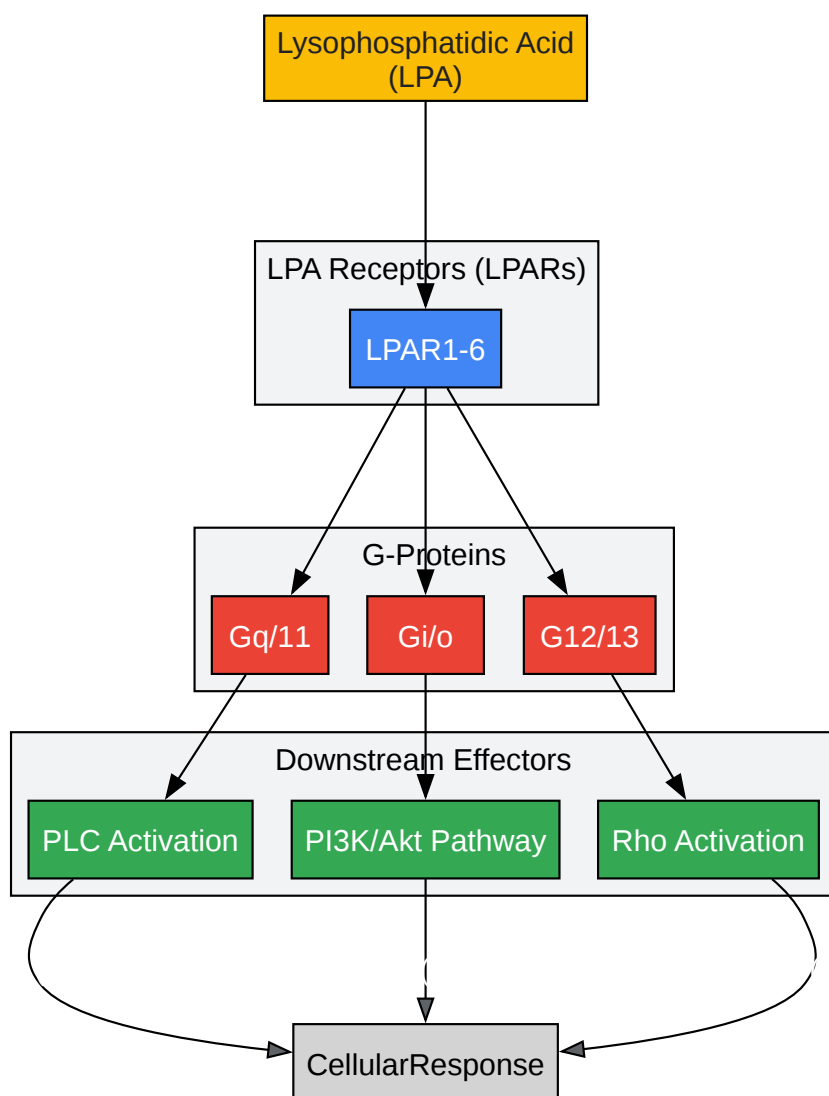 Lysophosphatidic Acid
(LPA)
LPA Receptors (LPARs)
LPAR1-6
G-Proteins
Gq/11
Gi/o
G12/13
Downstream Effectors
PLC Activation
PI3K/Akt Pathway
Rho Activation
CellularResponse